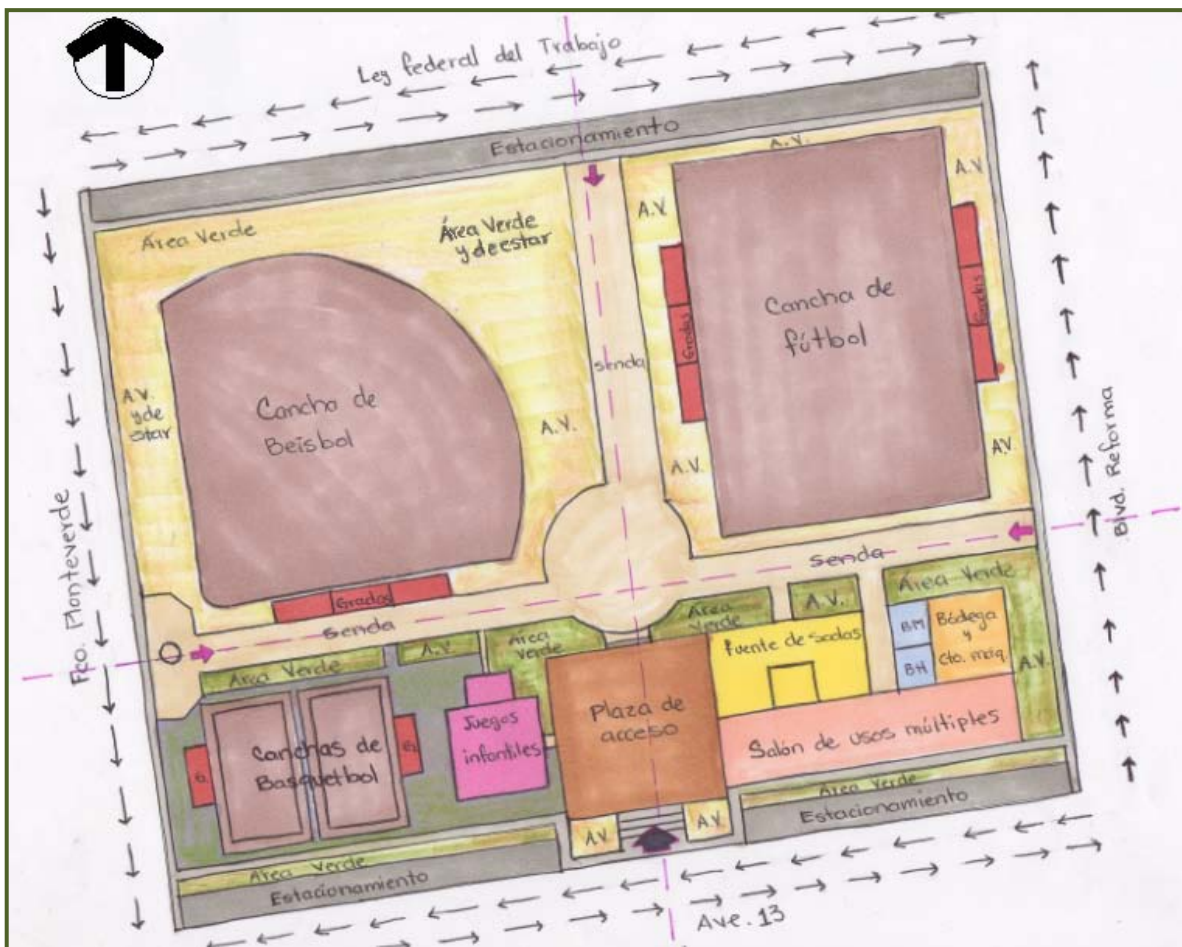 Ley federal del Trabajo
Estacionamiento
A.V.
A.V.
A.V.
Área Verde
Área Verde
y de estar
Cancha de
fútbol
Gradas
Gradas
senda
A.V.
y de
estar
Cancha de
Beisbol
A.V.
A.V.
A.V.
Fco. Monteverde
Blvd. Reforma
senda
Gradas
senda
Área Verde
A.V.
Área
Verde
Área
Verde
A.V.
Área Verde
Fuente de Sodas
BM
BH
Bódega
y
Cto. máq.
A.V.
G.
Canchas de
Basquetbol
G.
Juegos
infantiles
Plaza de
acceso
Salón de usos múltiples
Área Verde
Estacionamiento
A.V.
A.V.
Área Verde
Estacionamiento
Ave. 13